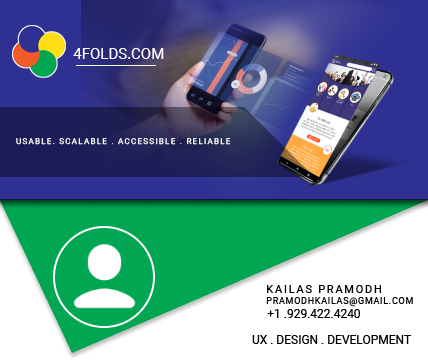 4FOLDS.COM
USABLE. SCALABLE . ACCESSIBLE . RELIABLE
KAILAS PRAMODH
PRAMODHKAILAS@GMAIL.COM
+1 .929.422.4240
UX . DESIGN . DEVELOPMENT